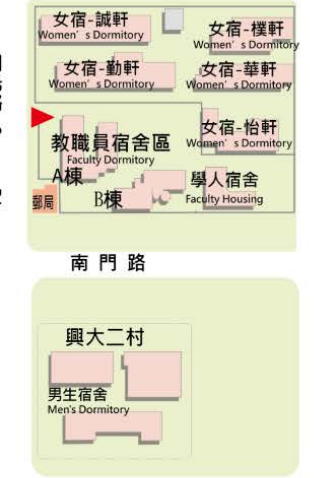 女宿-誠軒
Women's Dormitory
女宿-樸軒
Women's Dormitory
女宿-勤軒
Women's Dormitory
女宿-華軒
Women's Dormitory
女宿-怡軒
Women's Dormitory
教職員宿舍區
Faculty Dormitory
A棟
B棟
學人宿舍
Faculty Housing
郵局
南門路
興大二村
男生宿舍
Men's Dormitory